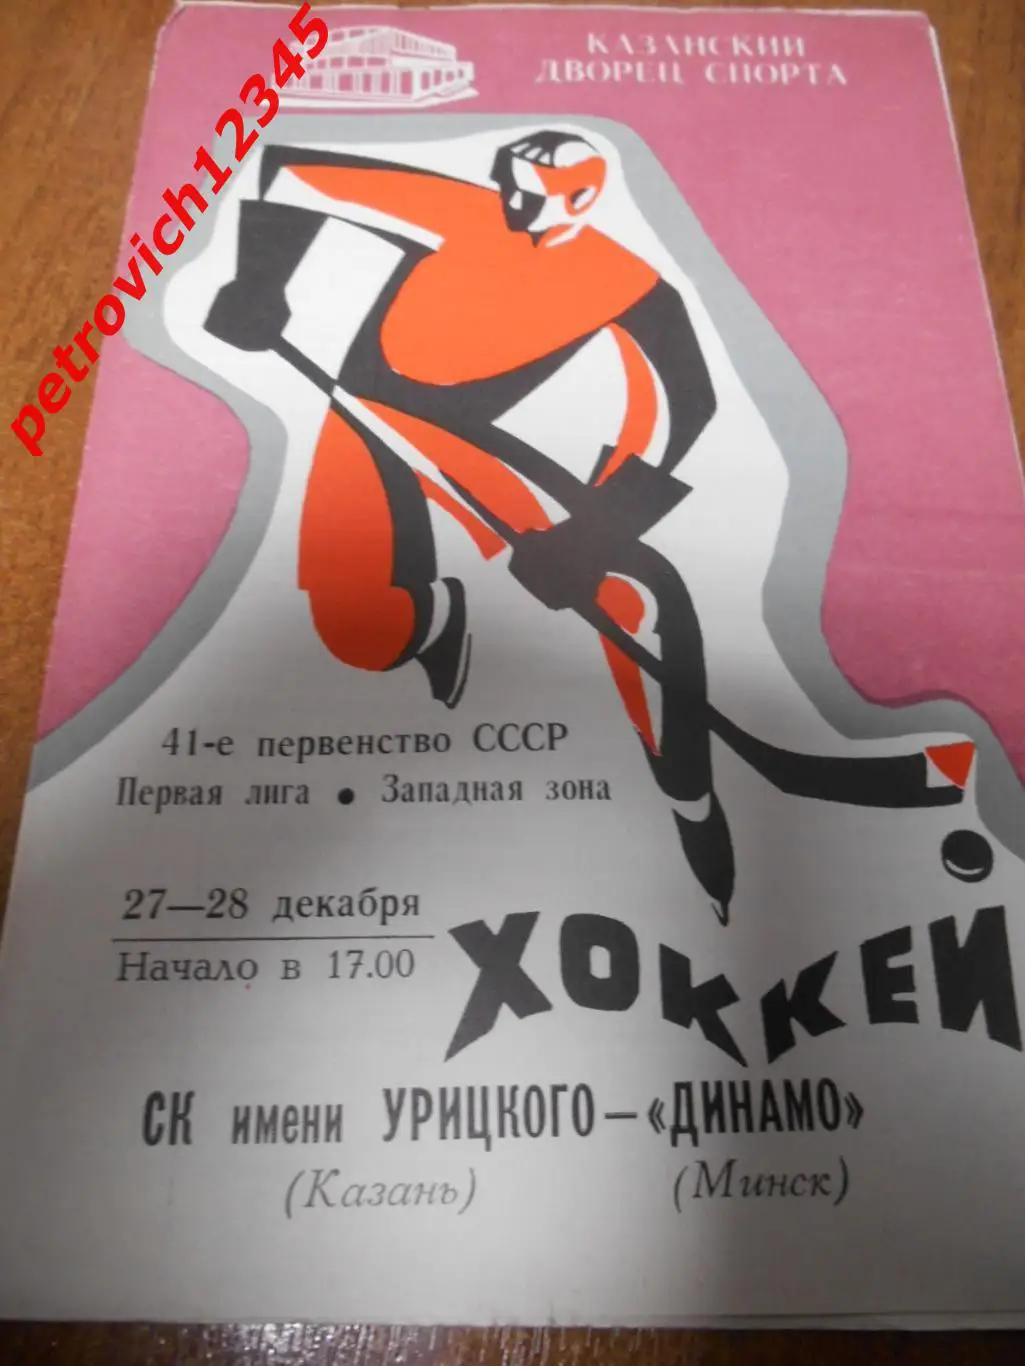 petrovich12345
КАЗАНСКИЙ
ДВОРЕЦ СПОРТА
41-е первенство СССР
Первая лига • Западная зона
27—28 декабря
Начало в 17.00
ХОККЕЙ
СК имени УРИЦКОГО—«ДИНАМО»
(Казань) (Минск)